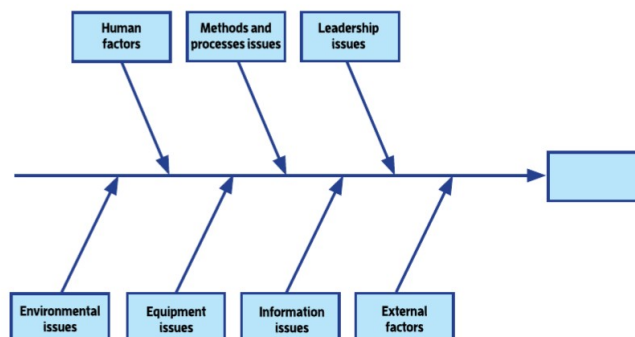 Human
factors
Methods and
processes issues
Leadership
issues
Environmental
issues
Equipment
issues
Information
issues
External
factors